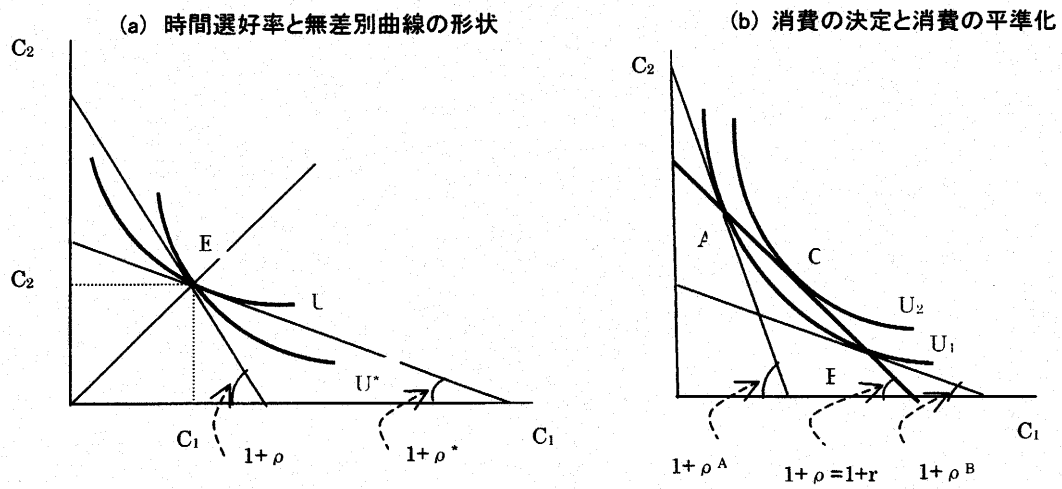 (a) 時間選好率と無差別曲線の形状
C₂
E
C₂
U*
C₁
C₁
1+ρ
1+ρ*
(b) 消費の決定と消費の平準化
C₂
A
C
U₂
U₁
C₁
1+ρᴬ
1+ρ=1+r
1+ρᴮ